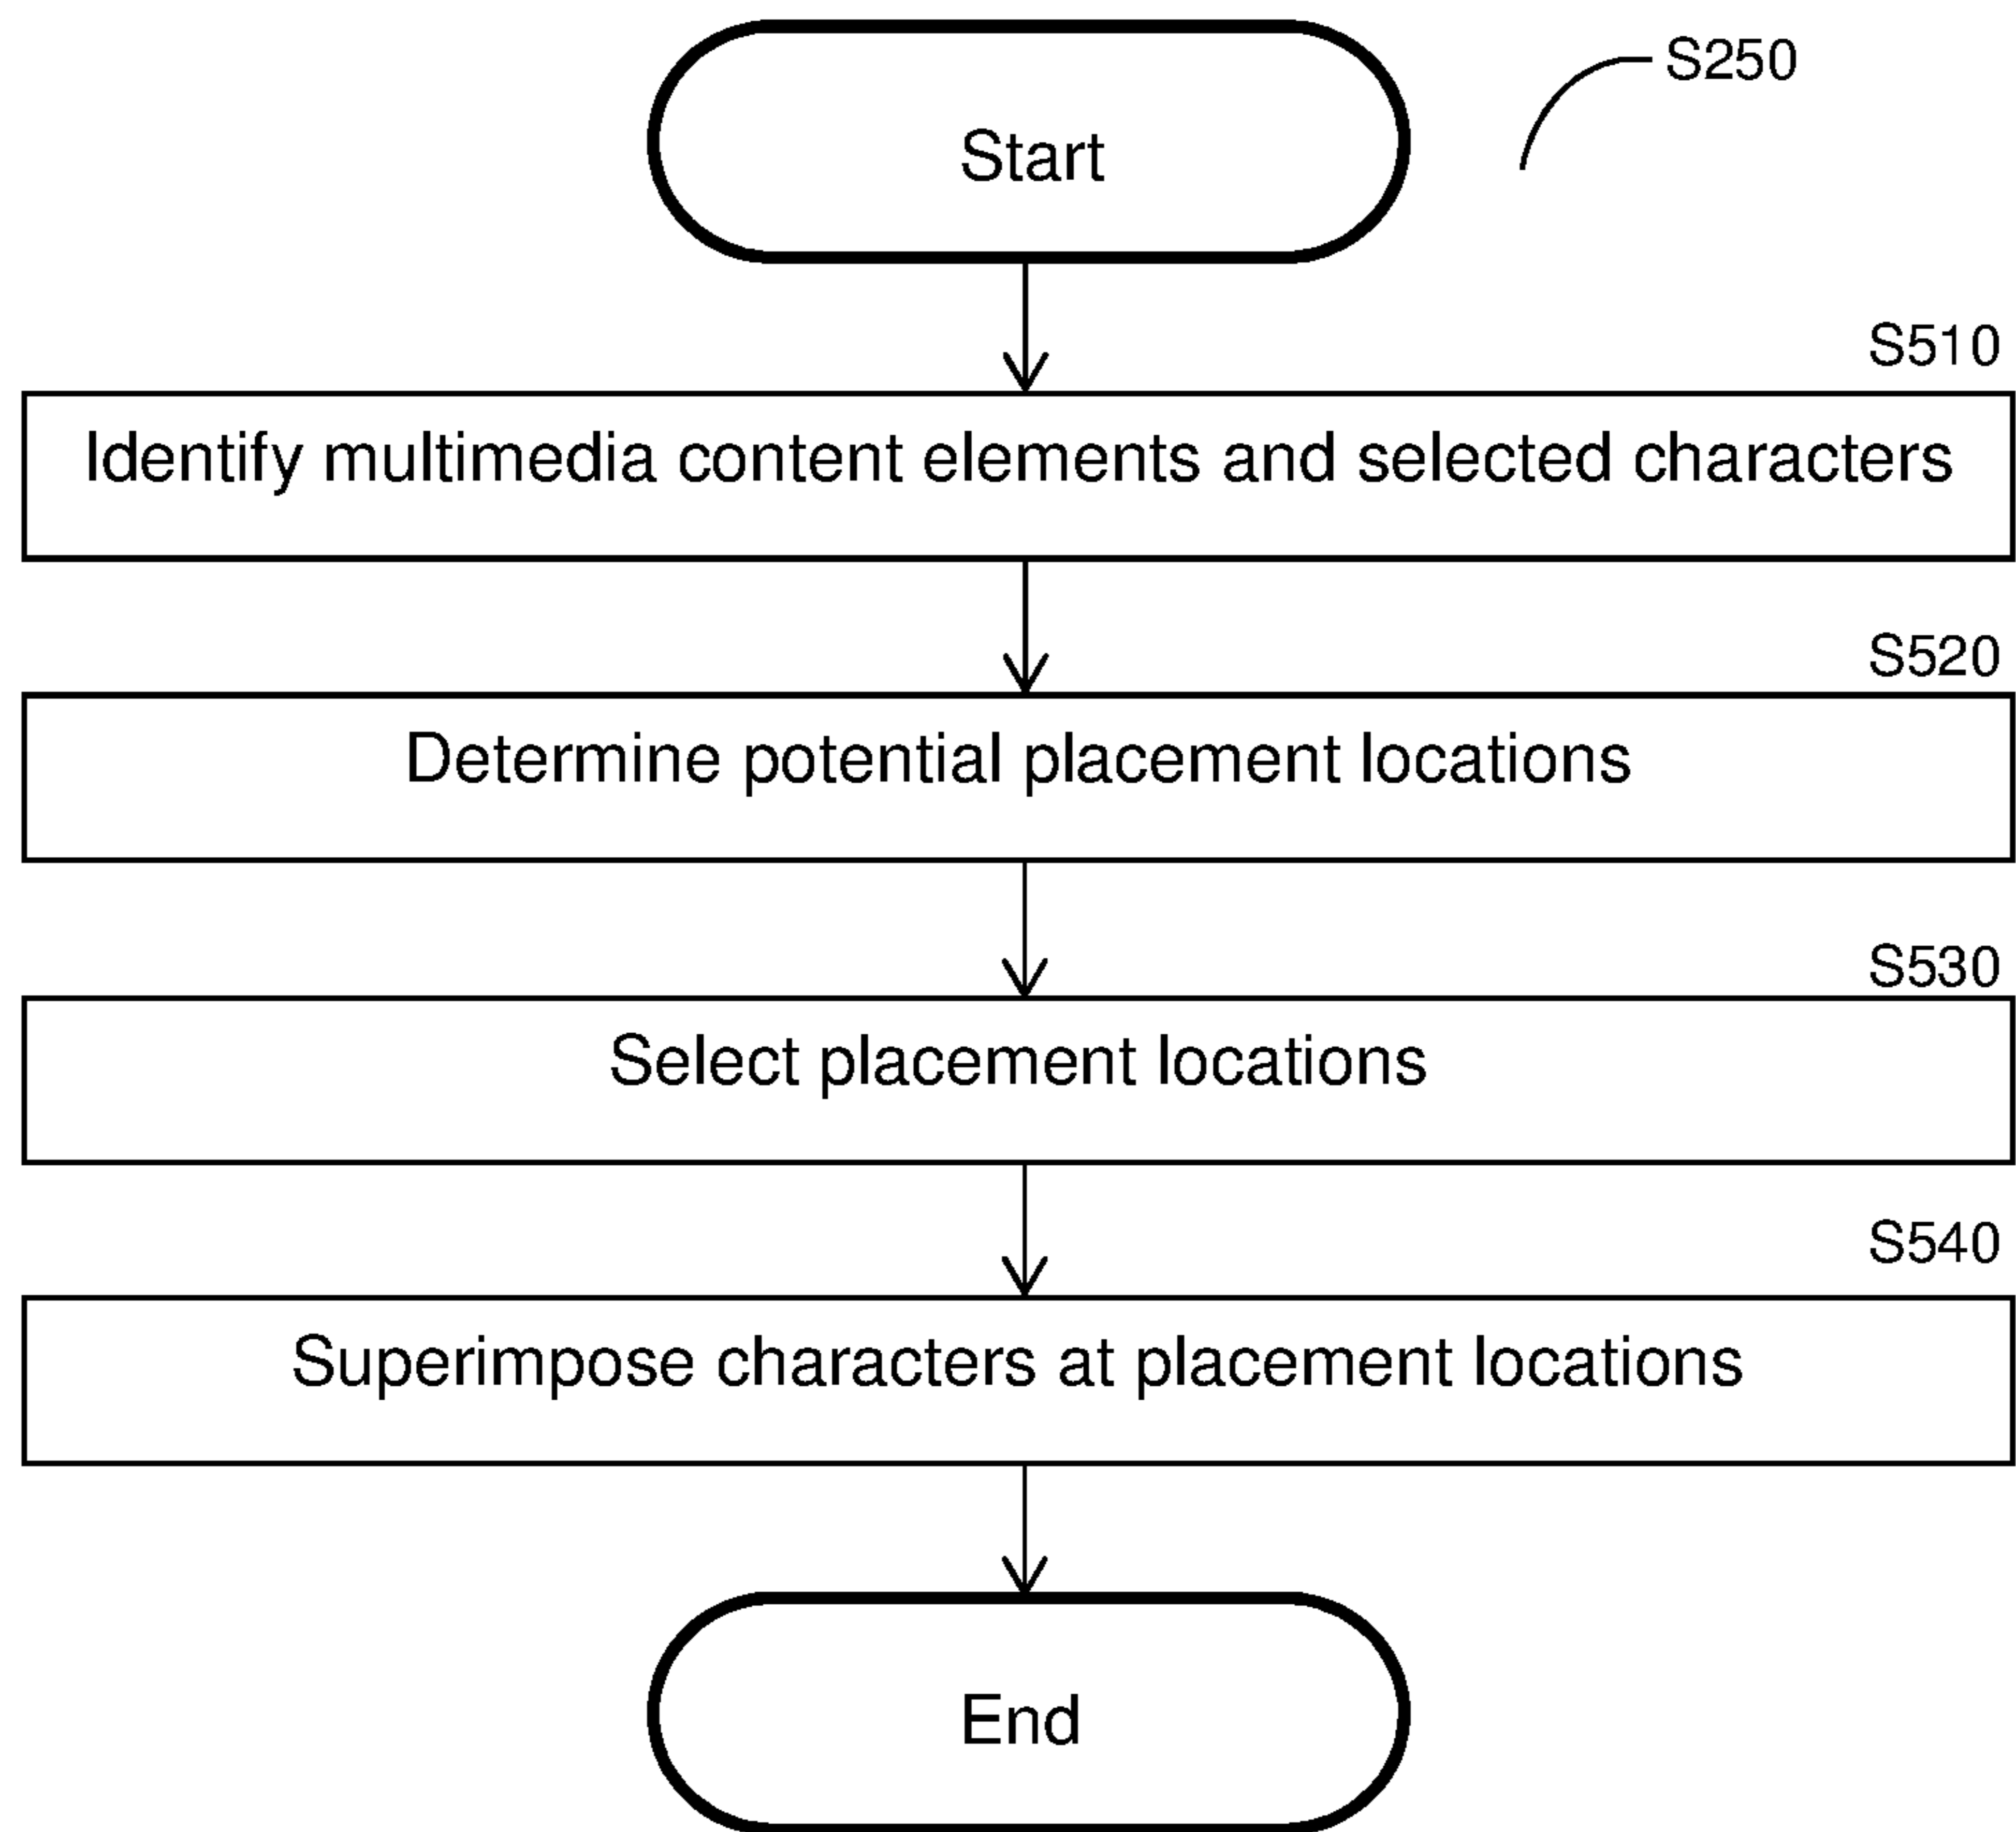 Start
S250
S510
Identify multimedia content elements and selected characters
S520
Determine potential placement locations
S530
Select placement locations
S540
Superimpose characters at placement locations
End